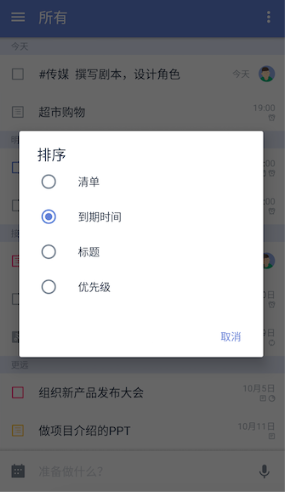 所有
今天
#传媒 撰写剧本，设计角色
今天
超市购物
19:00
排序
清单
到期时间
标题
优先级
取消
更远
组织新产品发布大会
10月5日
做项目介绍的PPT
10月11日
准备做什么？